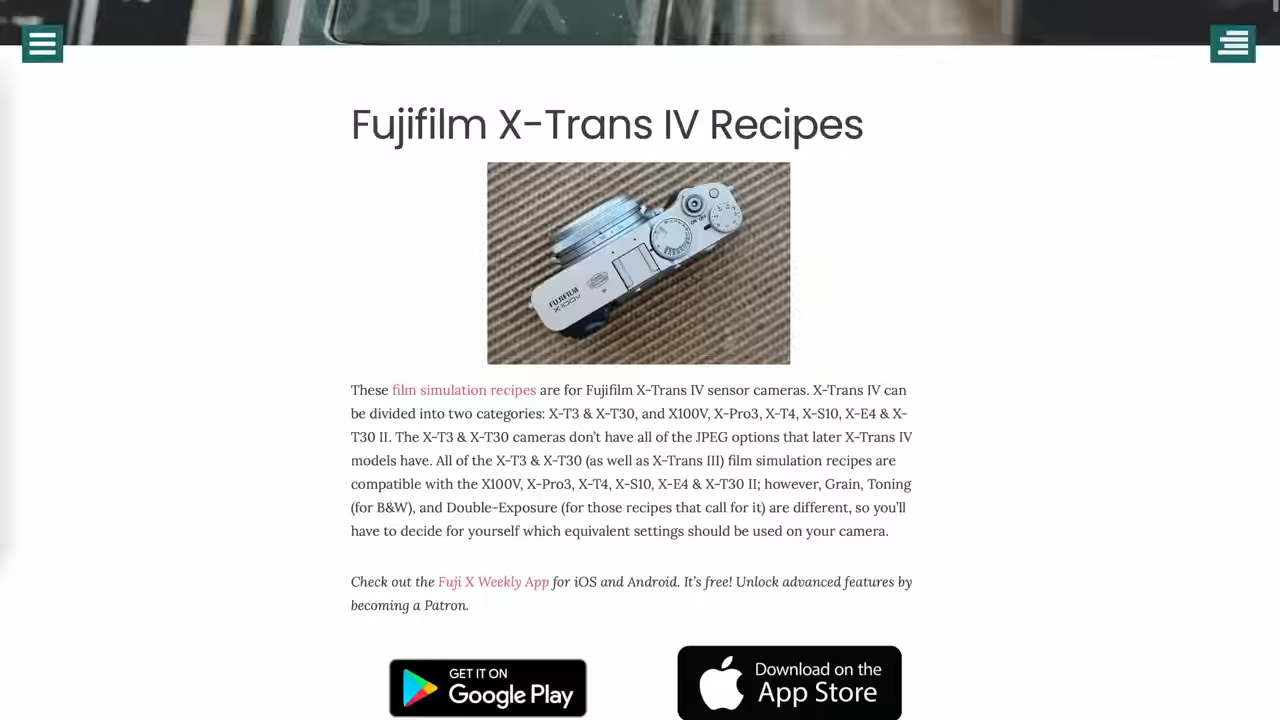 FUJI X WEEKLY
Fujifilm X-Trans IV Recipes
FUJIFILM
X100V
These film simulation recipes are for Fujifilm X-Trans IV sensor cameras. X-Trans IV can
be divided into two categories: X-T3 & X-T30, and X100V, X-Pro3, X-T4, X-S10, X-E4 & X-
T30 II. The X-T3 & X-T30 cameras don't have all of the JPEG options that later X-Trans IV
models have. All of the X-T3 & X-T30 (as well as X-Trans III) film simulation recipes are
compatible with the X100V, X-Pro3, X-T4, X-S10, X-E4 & X-T30 II; however, Grain, Toning
(for B&W), and Double-Exposure (for those recipes that call for it) are different, so you'll
have to decide for yourself which equivalent settings should be used on your camera.
Check out the Fuji X Weekly App for iOS and Android. It's free! Unlock advanced features by
becoming a Patron.
GET IT ON
Google Play
Download on the
App Store